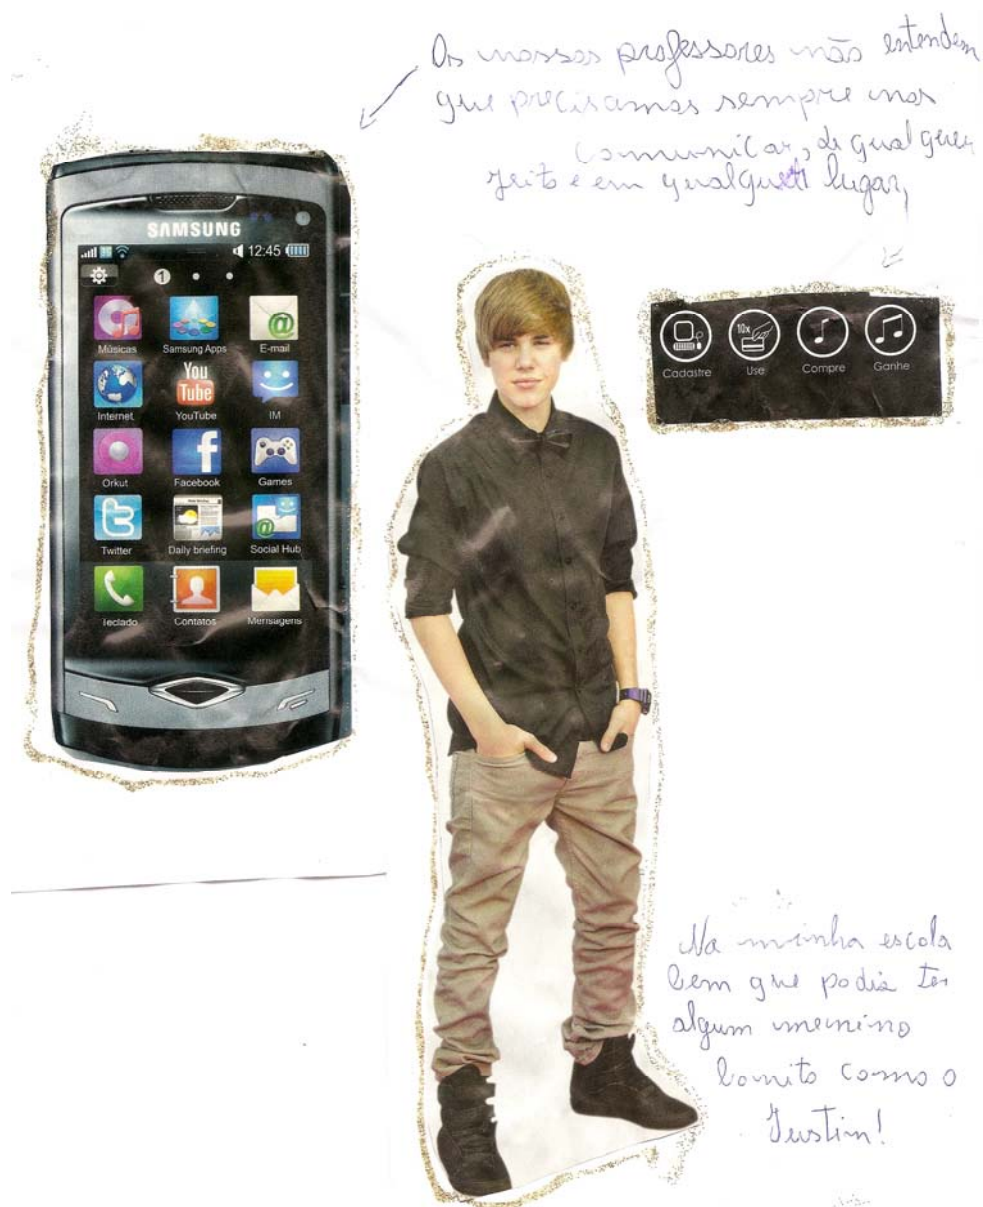 Os nossos professores não entendem
que precisamos sempre nos
comunicar, de qualquer
jeito e em qualquer lugar,
SAMSUNG
12:45
1
Músicas Samsung Apps E-mail
You
Tube
Internet YouTube IM
Orkut Facebook Games
Twitter Daily briefing Social Hub
Teclado Contatos Mensagens
10x
Cadastre Use Compre Ganhe
Na minha escola
bem que podia ter
algum menino
bonito como o
Justin!